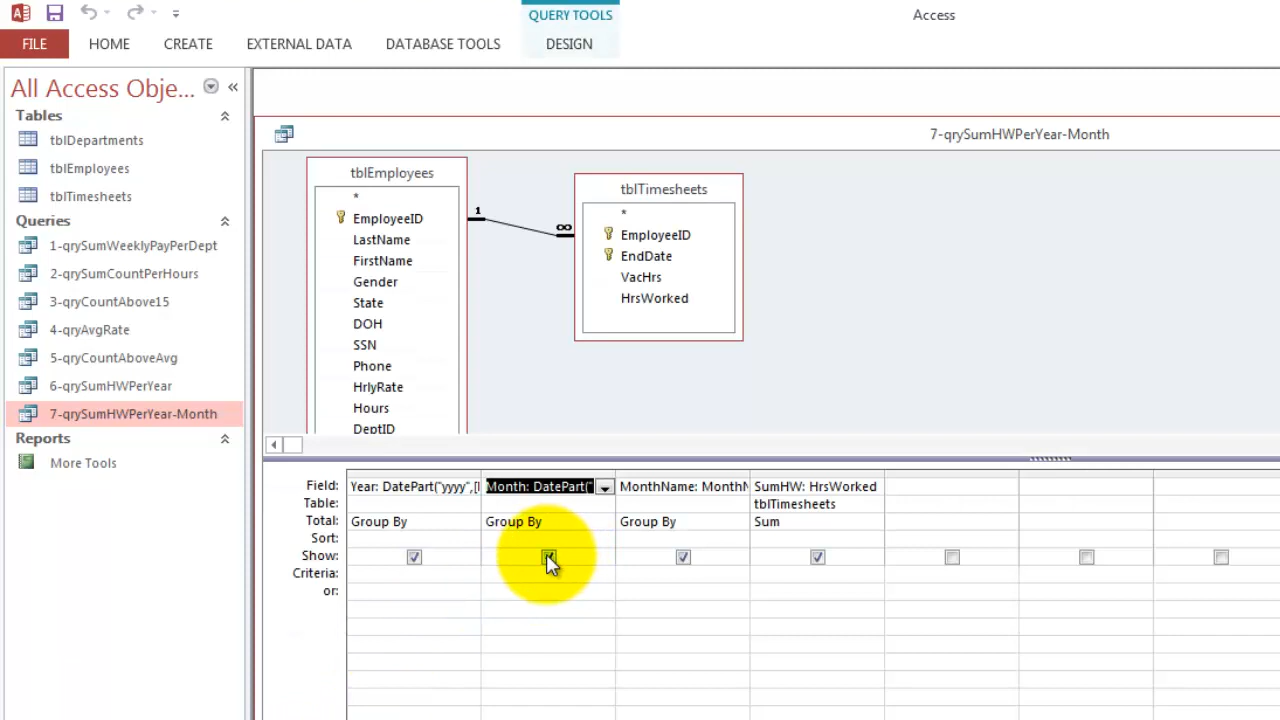 QUERY TOOLS
Access
FILE HOME CREATE EXTERNAL DATA DATABASE TOOLS DESIGN
All Access Obje... «
Tables
tblDepartments
tblEmployees
tblTimesheets
Queries
1-qrySumWeeklyPayPerDept
2-qrySumCountPerHours
3-qryCountAbove15
4-qryAvgRate
5-qryCountAboveAvg
6-qrySumHWPerYear
7-qrySumHWPerYear-Month
Reports
More Tools
7-qrySumHWPerYear-Month
tblEmployees
*
EmployeeID
LastName
FirstName
Gender
State
DOH
SSN
Phone
HrlyRate
Hours
DeptID
1 ∞
tblTimesheets
*
EmployeeID
EndDate
VacHrs
HrsWorked
Field: Year: DatePart("yyyy",[ Month: DatePart(" MonthName: SumHW: HrsWorked
Table: tblTimesheets
Total: Group By Group By Group By Sum
Sort:
Show:
Criteria:
or: